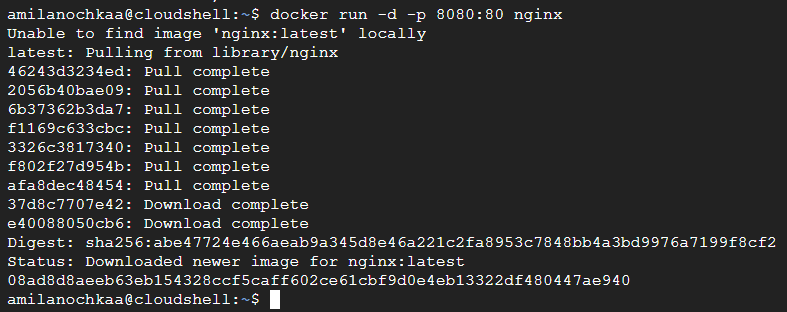 amilanochkaa@cloudshell:~$ docker run -d -p 8080:80 nginx
Unable to find image 'nginx:latest' locally
latest: Pulling from library/nginx
46243d3234ed: Pull complete
2056b40bae09: Pull complete
6b37362b3da7: Pull complete
f1169c633cbc: Pull complete
3326c3817340: Pull complete
f802f27d954b: Pull complete
afa8dec48454: Pull complete
37d8c7707e42: Download complete
e40088050cb6: Download complete
Digest: sha256:abe47724e466aeab9a345d8e46a221c2fa8953c7848bb4a3bd9976a7199f8cf2
Status: Downloaded newer image for nginx:latest
08ad8d8aeeb63eb154328ccf5caff602ce61cbf9d0e4eb13322df480447ae940
amilanochkaa@cloudshell:~$